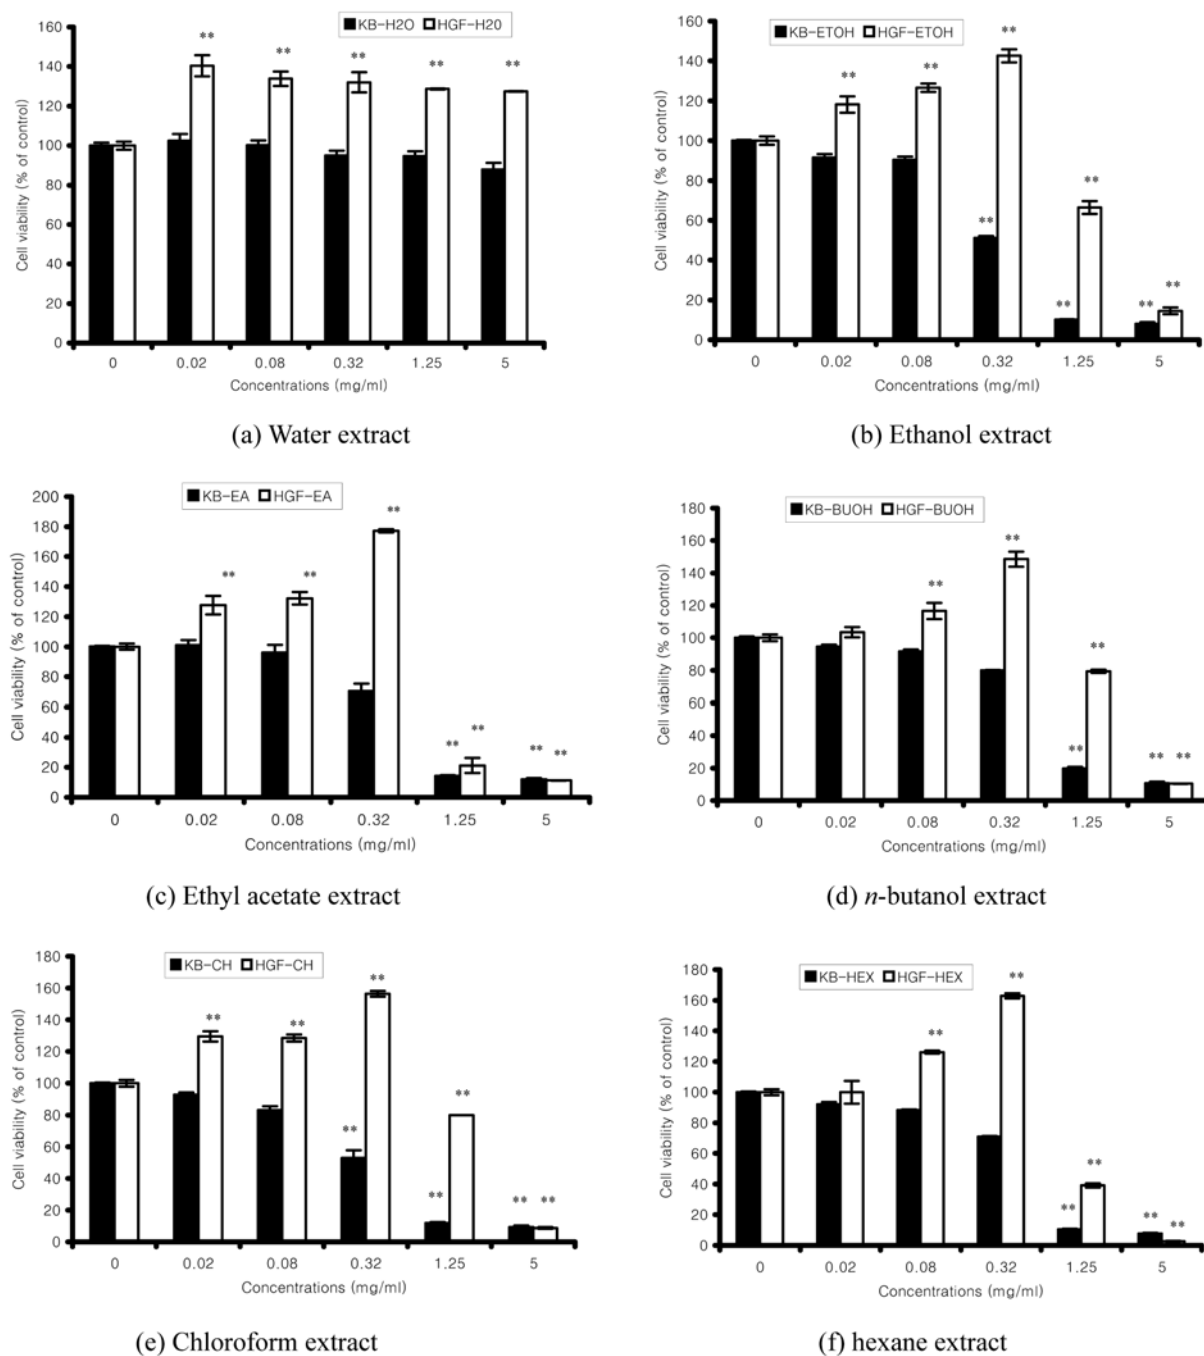 KB-H2O HGF-H20
Cell viability (% of control)
160
140
120
100
80
60
40
20
0
** ** ** ** **
0 0.02 0.08 0.32 1.25 5
Concentrations (mg/ml)
(a) Water extract
KB-ETOH HGF-ETOH
Cell viability (% of control)
160
140
120
100
80
60
40
20
0
** ** ** ** ** ** ** **
0 0.02 0.08 0.32 1.25 5
Concentrations (mg/ml)
(b) Ethanol extract
KB-EA HGF-EA
Cell viability (% of control)
200
180
160
140
120
100
80
60
40
20
0
** ** ** ** ** ** **
0 0.02 0.08 0.32 1.25 5
Concentrations (mg/ml)
(c) Ethyl acetate extract
KB-BUOH HGF-BUOH
Cell viability (% of control)
180
160
140
120
100
80
60
40
20
0
** ** ** ** ** **
0 0.02 0.08 0.32 1.25 5
Concentrations (mg/ml)
(d) n-butanol extract
KB-CH HGF-CH
Cell viability (% of control)
180
160
140
120
100
80
60
40
20
0
** ** ** ** ** ** ** **
0 0.02 0.08 0.32 1.25 5
Concentrations (mg/ml)
(e) Chloroform extract
KB-HEX HGF-HEX
Cell viability (% of control)
180
160
140
120
100
80
60
40
20
0
** ** ** ** ** **
0 0.02 0.08 0.32 1.25 5
Concentrations (mg/ml)
(f) hexane extract